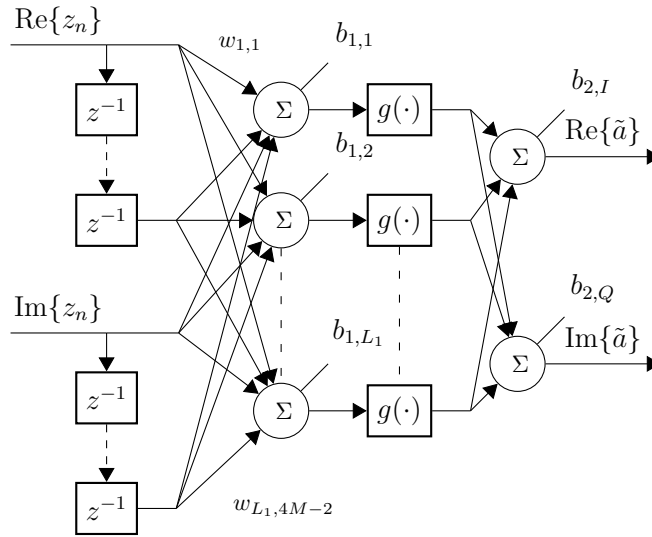 Re{z_n}
w_{1,1}
b_{1,1}
z^{-1}
Σ
g(·)
b_{2,I}
Re{ã}
Σ
b_{1,2}
z^{-1}
Σ
g(·)
Im{z_n}
b_{2,Q}
Im{ã}
b_{1,L_1}
Σ
z^{-1}
Σ
g(·)
z^{-1}
w_{L_1,4M-2}